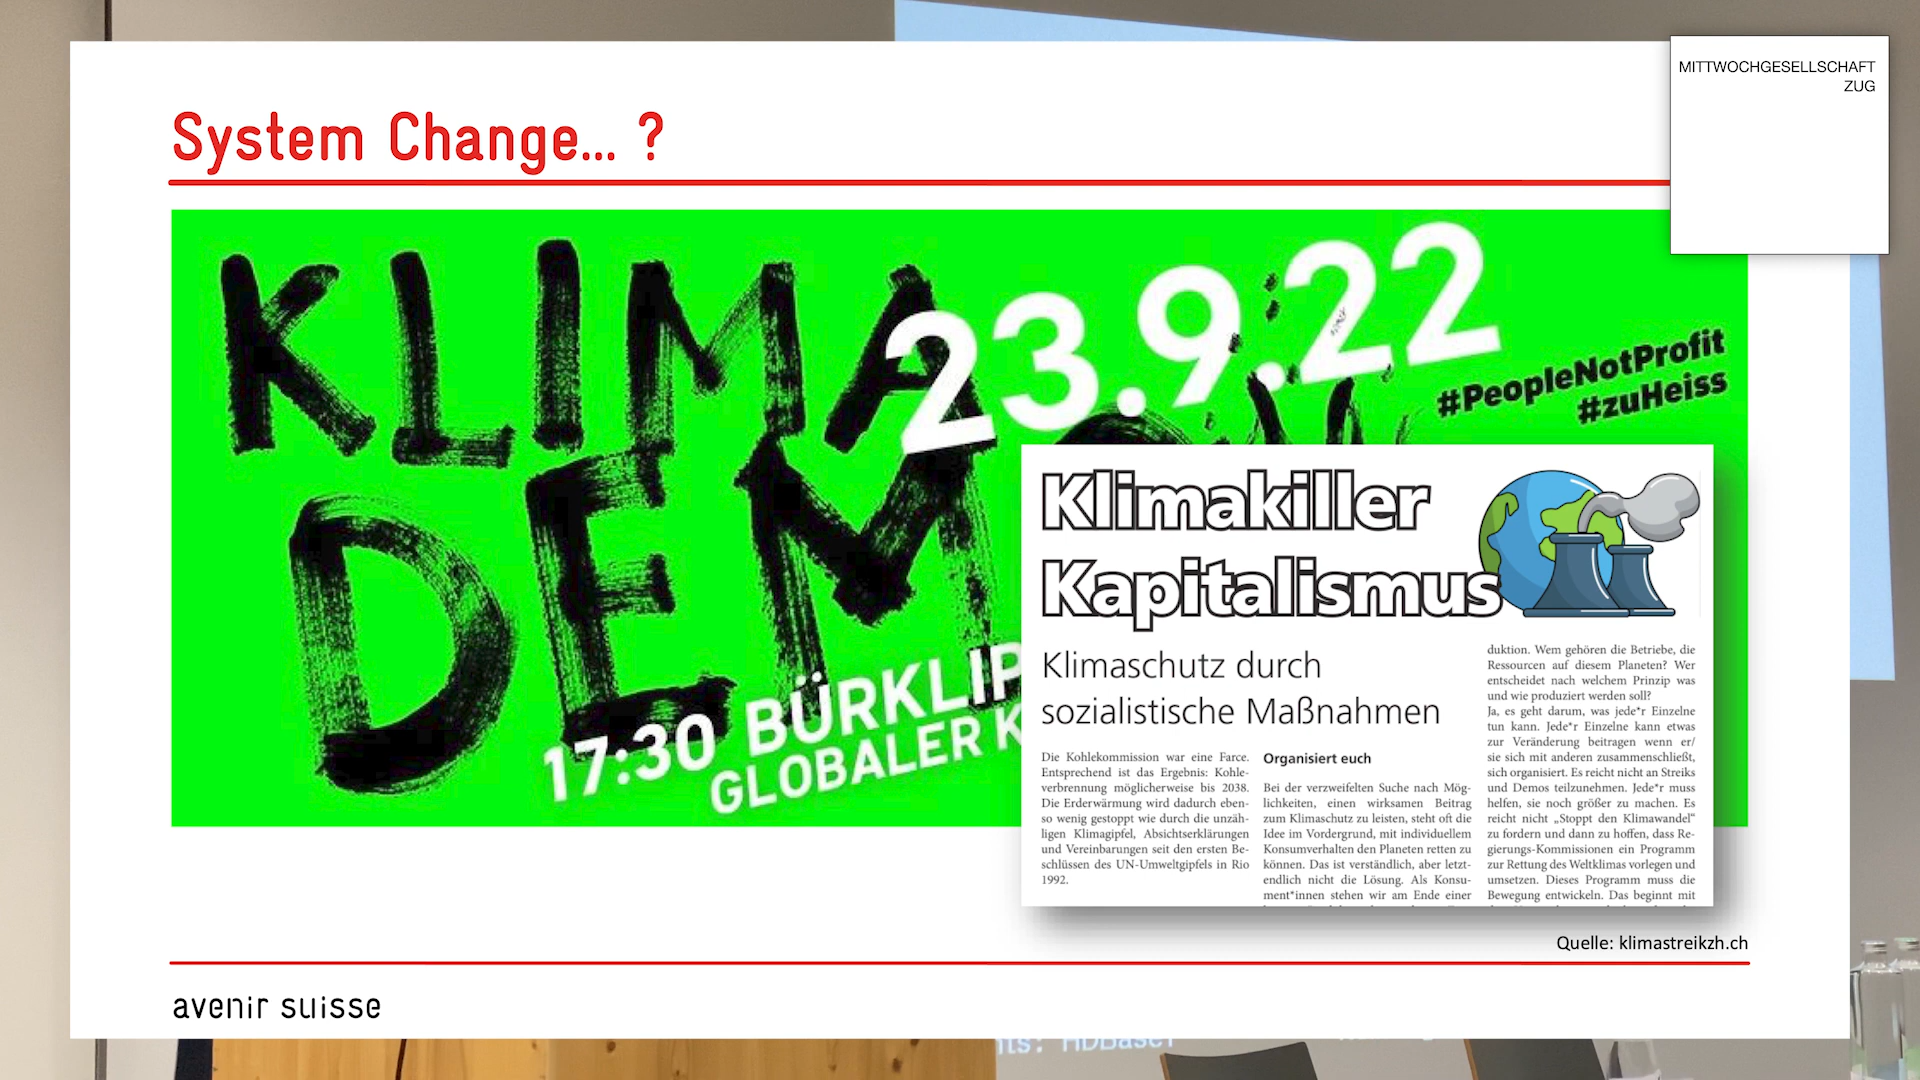 MITTWOCHGESELLSCHAFT
ZUG
System Change... ?
KLIMA
23.9.22
#PeopleNotProfit
#zuHeiss
17:30
GLOBALER
Klimakiller
Kapitalismus
Klimaschutz durch
sozialistische Maßnahmen
Die Kohlekommission war eine Farce.
Entsprechend ist das Ergebnis: Kohle-
verbrennung möglicherweise bis 2038.
Die Erderwärmung wird dadurch eben-
so wenig gestoppt wie durch die unzäh-
ligen Klimagipfel, Absichtserklärungen
und Vereinbarungen seit den ersten Be-
schlüssen des UN-Umweltgipfels in Rio
1992.
Organisiert euch
Bei der verzweifelten Suche nach Mög-
lichkeiten, einen wirksamen Beitrag
zum Klimaschutz zu leisten, steht oft die
Idee im Vordergrund, mit individuellem
Konsumverhalten den Planeten retten zu
können. Das ist verständlich, aber letzt-
endlich nicht die Lösung. Als Konsu-
ment*innen stehen wir am Ende einer
duktion. Wem gehören die Betriebe, die
Ressourcen auf diesem Planeten? Wer
entscheidet nach welchem Prinzip was
und wie produziert werden soll?
Ja, es geht darum, was jede*r Einzelne
tun kann. Jede*r Einzelne kann etwas
zur Veränderung beitragen wenn er/
sie sich mit anderen zusammenschließt,
sich organisiert. Es reicht nicht an Streiks
und Demos teilzunehmen. Jede*r muss
helfen, sie noch größer zu machen. Es
reicht nicht „Stoppt den Klimawandel“
zu fordern und dann zu hoffen, dass Re-
gierungs-Kommissionen ein Programm
zur Rettung des Weltklimas vorlegen und
umsetzen. Dieses Programm muss die
Bewegung entwickeln. Das beginnt mit
Quelle: klimastreikzh.ch
avenir suisse